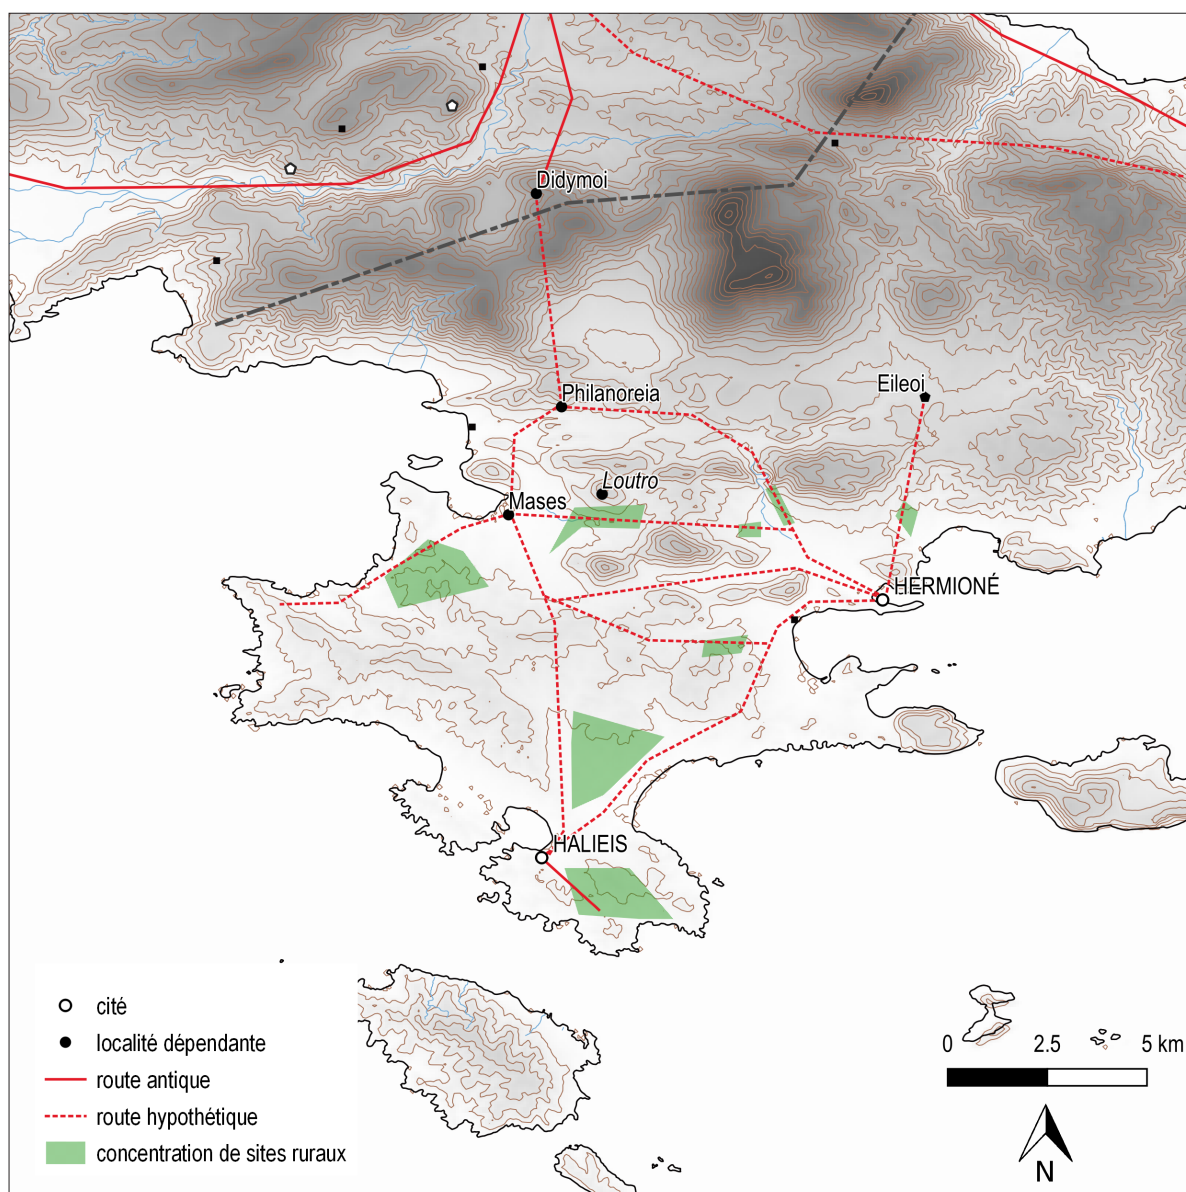 Didymoi
Philanoreia
Eileoi
Loutro
Mases
HERMIONÉ
HALIEIS
cité
localité dépendante
route antique
route hypothétique
concentration de sites ruraux
0 2.5 5 km
N